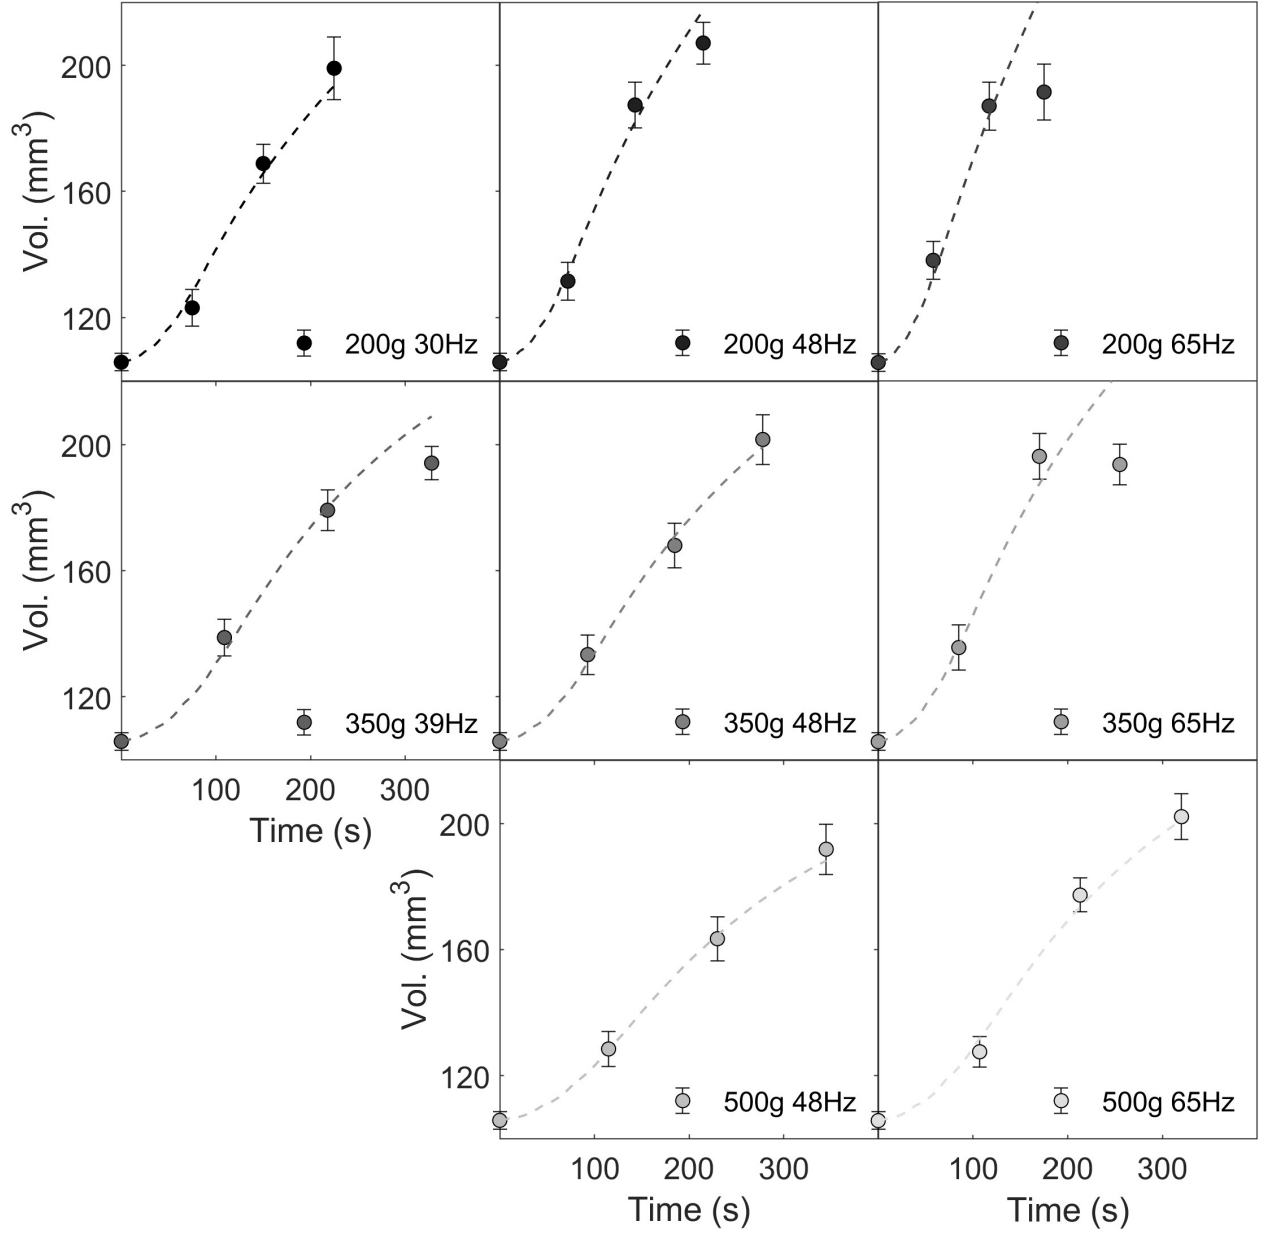 Vol. (mm³)
200
160
120
200g 30Hz
200g 48Hz
200g 65Hz
Vol. (mm³)
200
160
120
350g 39Hz
350g 48Hz
350g 65Hz
100 200 300
Time (s)
Vol. (mm³)
200
160
120
500g 48Hz
500g 65Hz
100 200 300
100 200 300
Time (s)
Time (s)